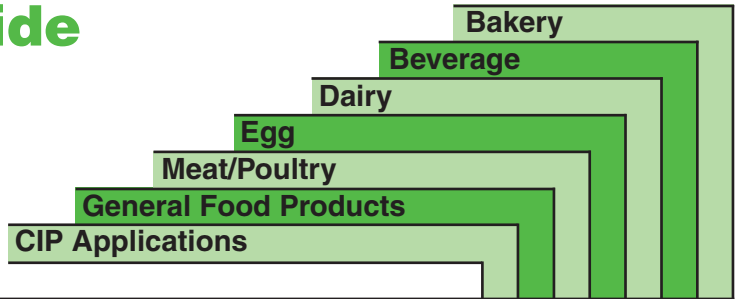 ide
Bakery
Beverage
Dairy
Egg
Meat/Poultry
General Food Products
CIP Applications